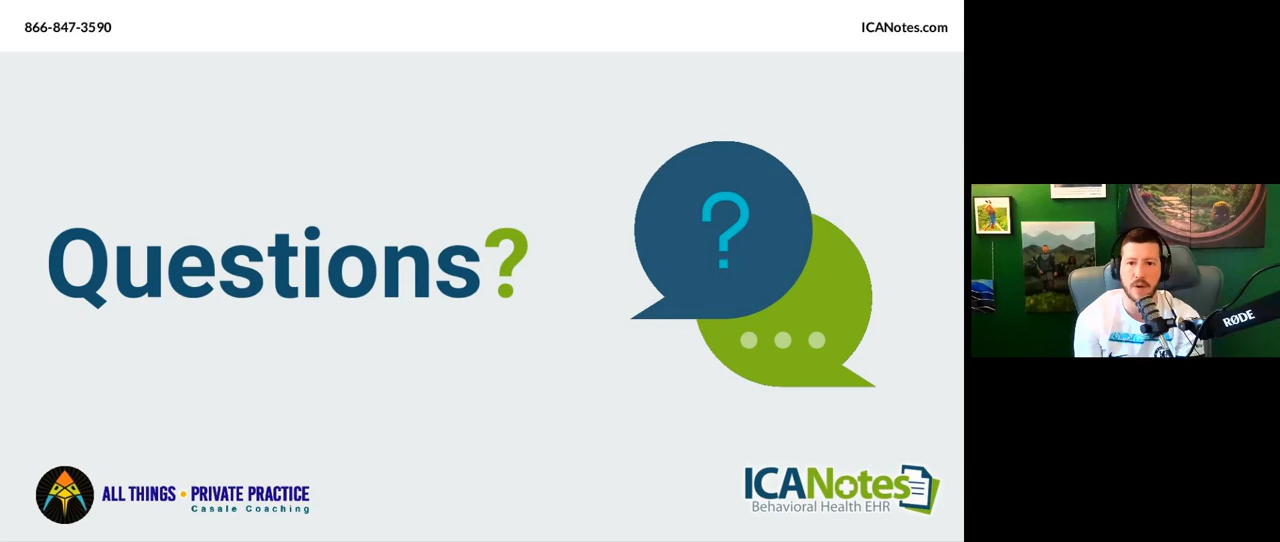 866-847-3590
ICANotes.com
Questions?
?
ALL THINGS • PRIVATE PRACTICE
Casale Coaching
ICANotes
Behavioral Health EHR
RØDE